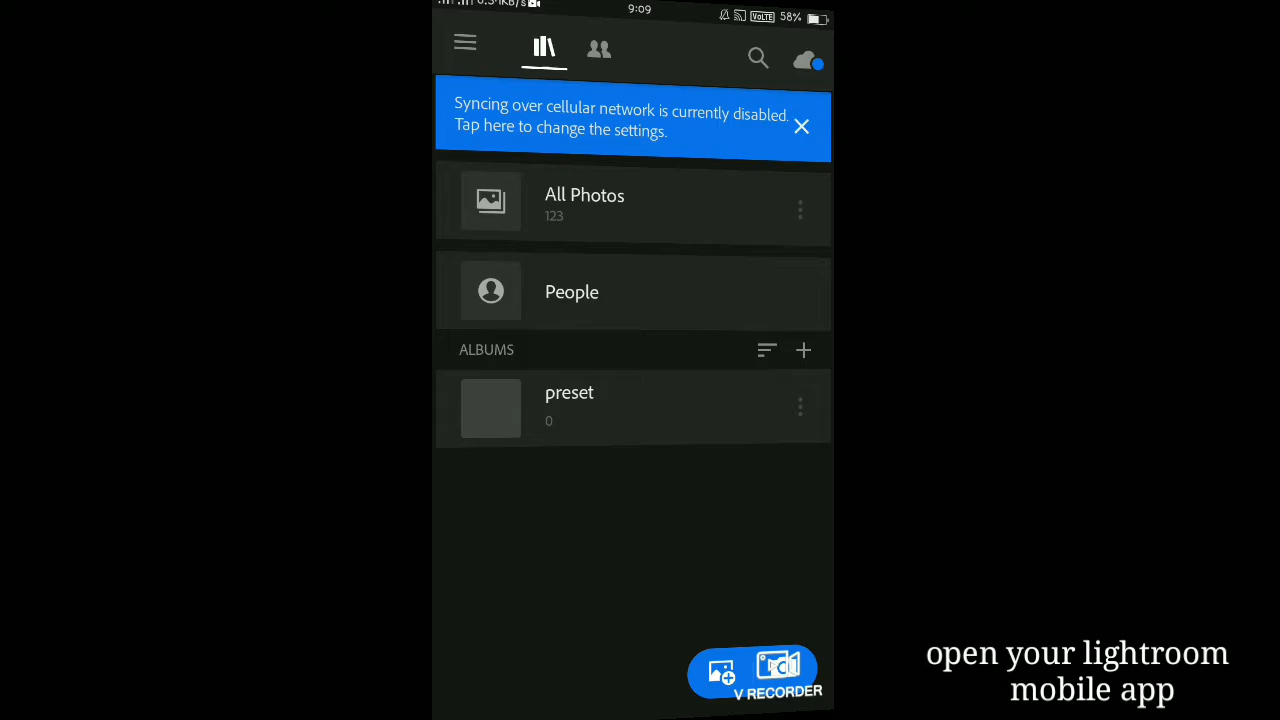 9:09
VoLTE 58%
Syncing over cellular network is currently disabled.
Tap here to change the settings.
All Photos
123
People
ALBUMS
preset
0
V RECORDER
open your lightroom
mobile app